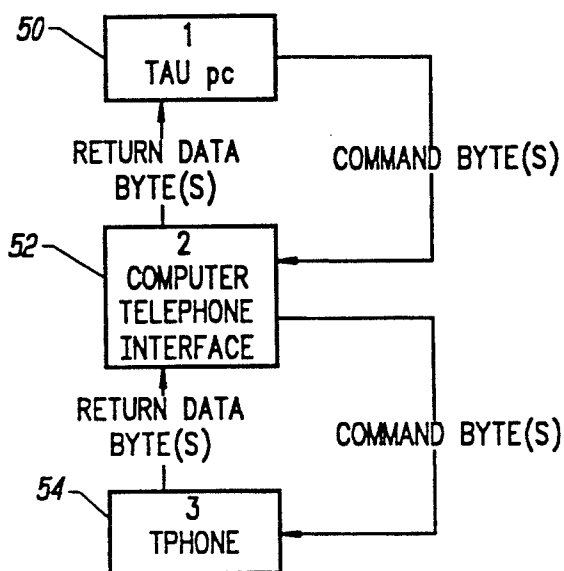 50
1
TAU pc
RETURN DATA
BYTE(S)
COMMAND BYTE(S)
52
2
COMPUTER
TELEPHONE
INTERFACE
RETURN DATA
BYTE(S)
COMMAND BYTE(S)
54
3
TPHONE